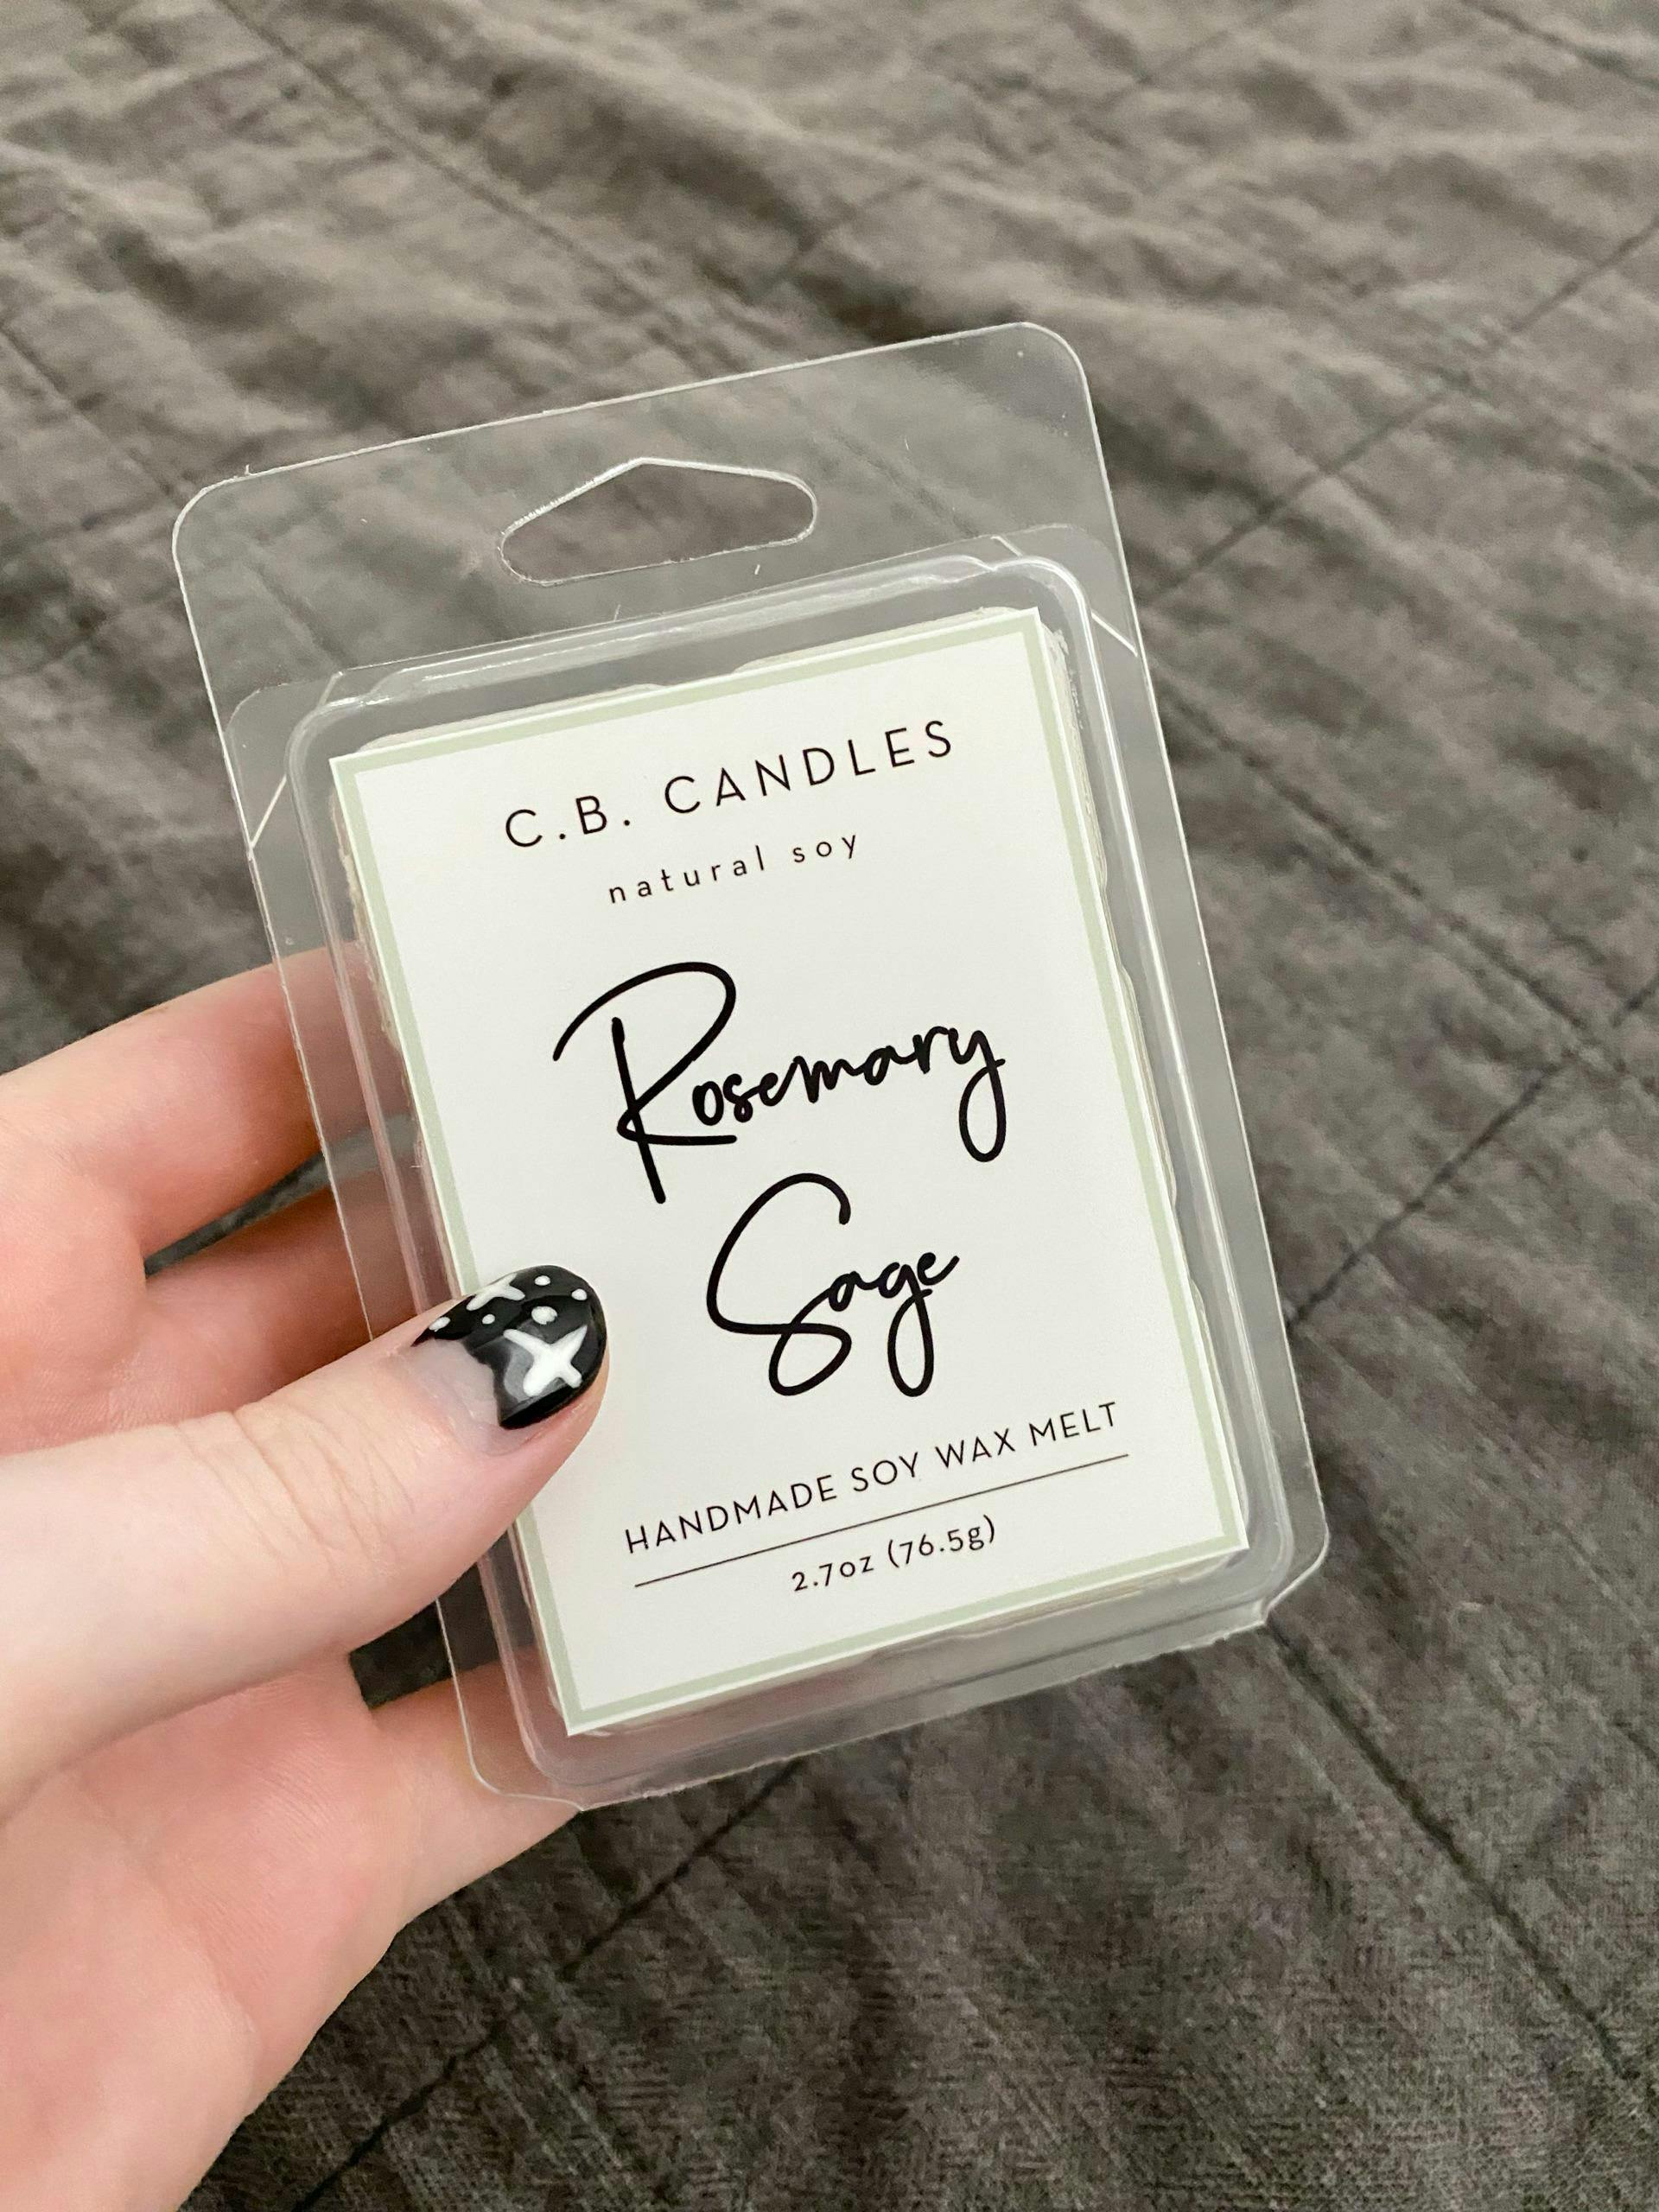 C.B. CANDLES
natural soy
Rosemary
Sage
HANDMADE SOY WAX MELT
2.7oz (76.5g)